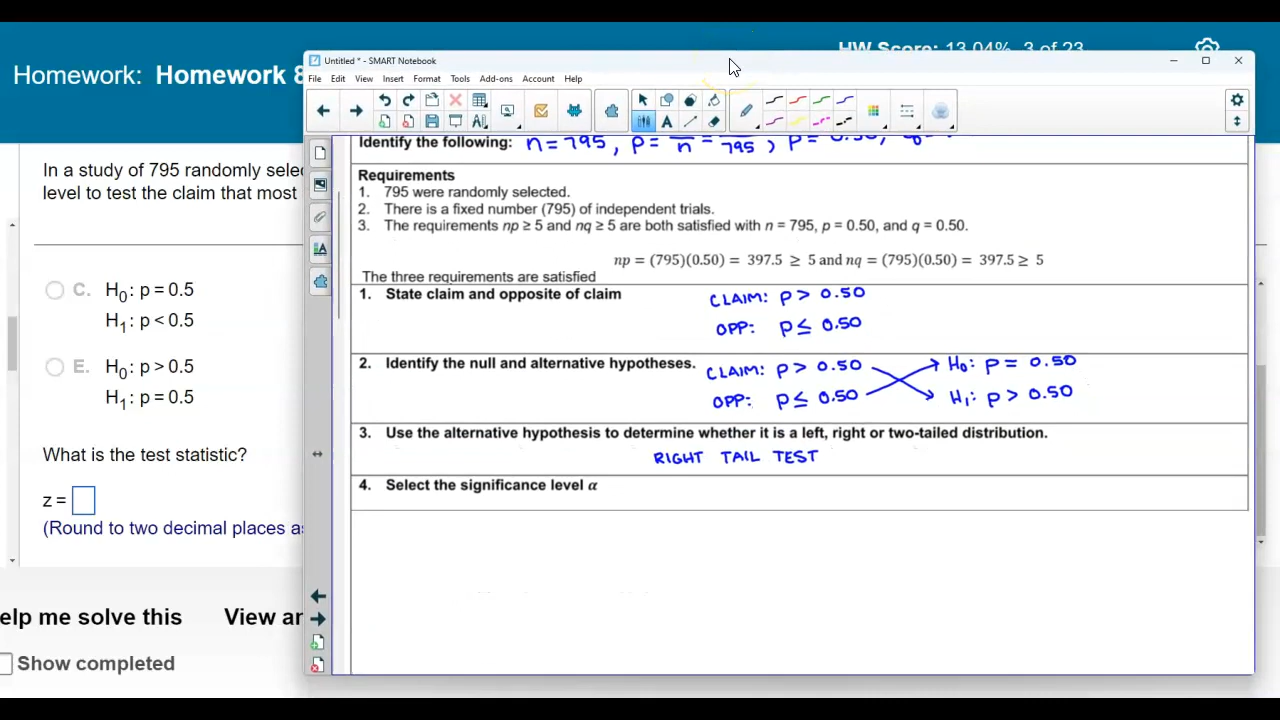 HW Score: 13.04%, 3 of 23
Homework: Homework 8
Untitled * - SMART Notebook
File Edit View Insert Format Tools Add-ons Account Help
In a study of 795 randomly sele
level to test the claim that most
C. H0: p = 0.5
H1: p < 0.5
E. H0: p > 0.5
H1: p = 0.5
What is the test statistic?
z =
(Round to two decimal places as
elp me solve this View an
Show completed
Identify the following: n = 795, p = n = 795, p = 0.50,
Requirements
1. 795 were randomly selected.
2. There is a fixed number (795) of independent trials.
3. The requirements np ≥ 5 and nq ≥ 5 are both satisfied with n = 795, p = 0.50, and q = 0.50.
np = (795)(0.50) = 397.5 ≥ 5 and nq = (795)(0.50) = 397.5 ≥ 5
The three requirements are satisfied
1. State claim and opposite of claim CLAIM: p > 0.50
OPP: p ≤ 0.50
2. Identify the null and alternative hypotheses. CLAIM: p > 0.50 H0: p = 0.50
OPP: p ≤ 0.50 H1: p > 0.50
3. Use the alternative hypothesis to determine whether it is a left, right or two-tailed distribution.
RIGHT TAIL TEST
4. Select the significance level α